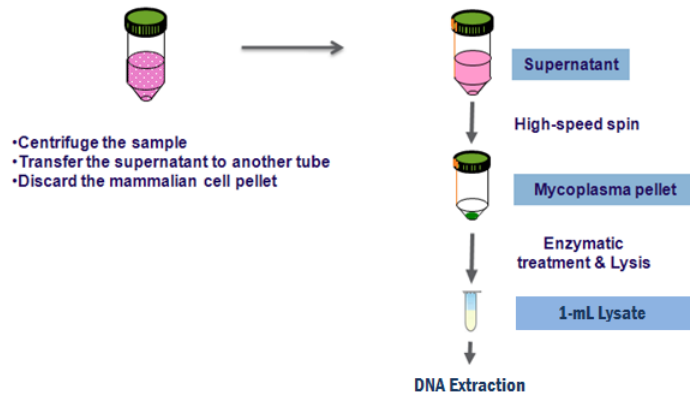 •Centrifuge the sample
•Transfer the supernatant to another tube
•Discard the mammalian cell pellet
Supernatant
High-speed spin
Mycoplasma pellet
Enzymatic
treatment & Lysis
1-mL Lysate
DNA Extraction